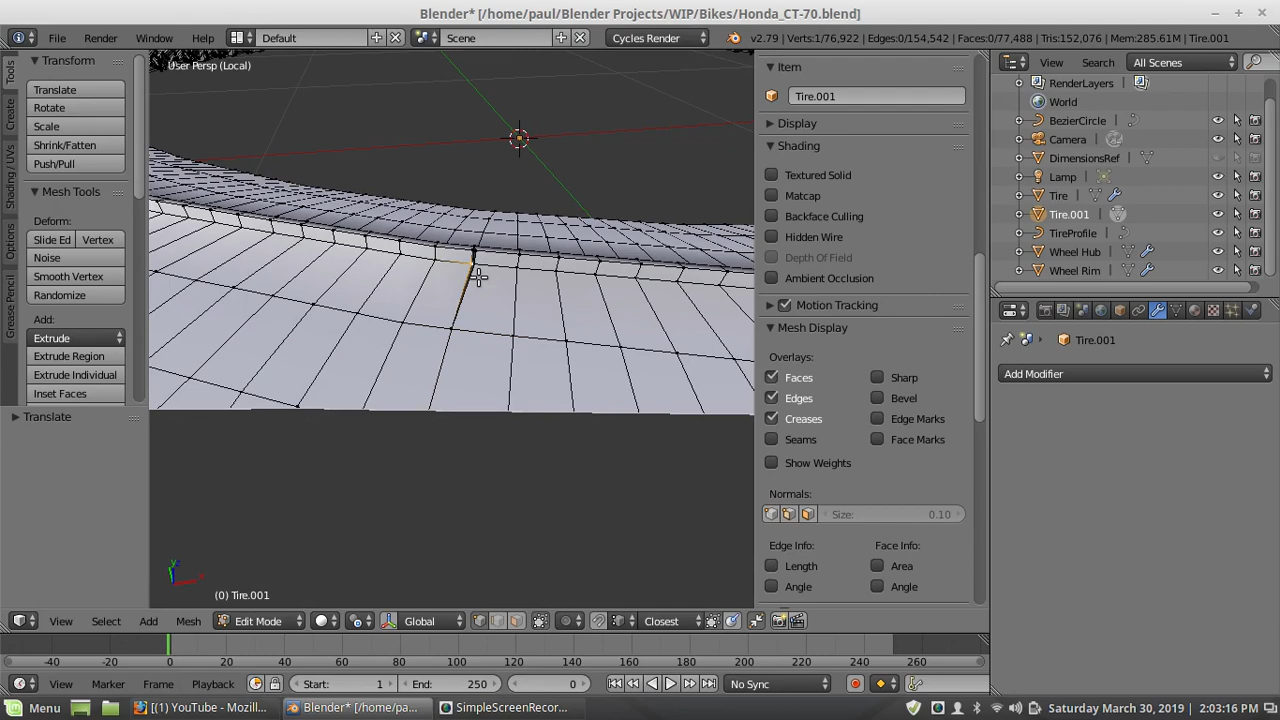 Blender* [/home/paul/Blender Projects/WIP/Bikes/Honda_CT-70.blend]
File Render Window Help Default Scene Cycles Render v2.79 | Verts:1/76,922 | Edges:0/154,542 | Faces:0/77,488 | Tris:152,076 | Mem:285.61M | Tire.001
Tools
Create
Shading / UVs
Options
Grease Pencil
Transform
Translate
Rotate
Scale
Shrink/Fatten
Push/Pull
Mesh Tools
Deform:
Slide Ed Vertex
Noise
Smooth Vertex
Randomize
Add:
Extrude
Extrude Region
Extrude Individual
Inset Faces
Translate
User Persp (Local)
(0) Tire.001
Item
Tire.001
Display
Shading
Textured Solid
Matcap
Backface Culling
Hidden Wire
Depth Of Field
Ambient Occlusion
Motion Tracking
Mesh Display
Overlays:
Faces Sharp
Edges Bevel
Creases Edge Marks
Seams Face Marks
Show Weights
Normals:
Size: 0.10
Edge Info: Face Info:
Length Area
Angle Angle
View Search All Scenes
RenderLayers
World
BezierCircle
Camera
DimensionsRef
Lamp
Tire
Tire.001
TireProfile
Wheel Hub
Wheel Rim
Tire.001
Add Modifier
View Select Add Mesh Edit Mode Global Closest
-40 -20 0 20 40 60 80 100 120 140 160 180 200 220 240 260
View Marker Frame Playback Start: 1 End: 250 0 No Sync
Menu [(1) YouTube - Mozill... Blender* [/home/pa... SimpleScreenRecor... Saturday March 30, 2019 • 2:03:16 PM